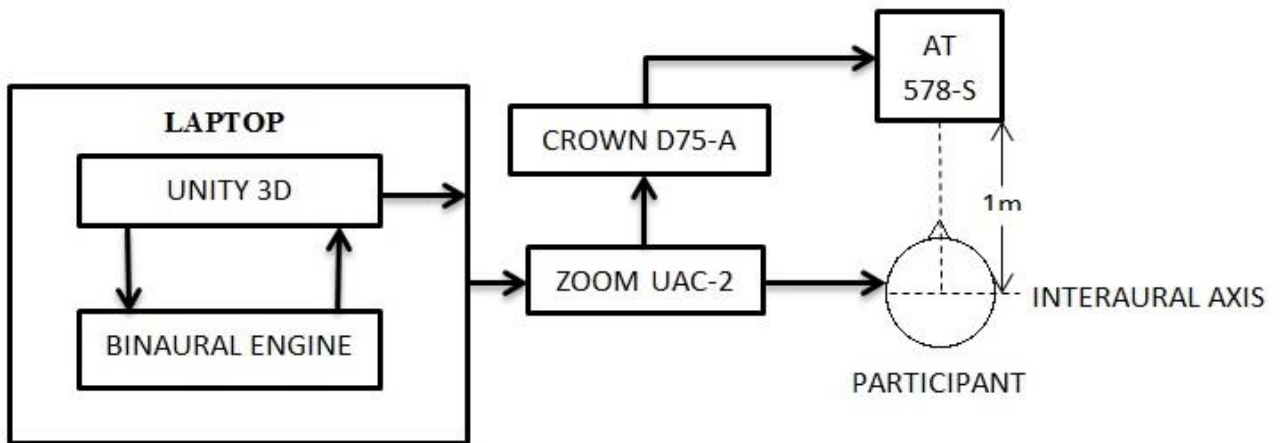 LAPTOP
UNITY 3D
BINAURAL ENGINE
CROWN D75-A
ZOOM UAC-2
AT
578-S
1m
INTERAURAL AXIS
PARTICIPANT